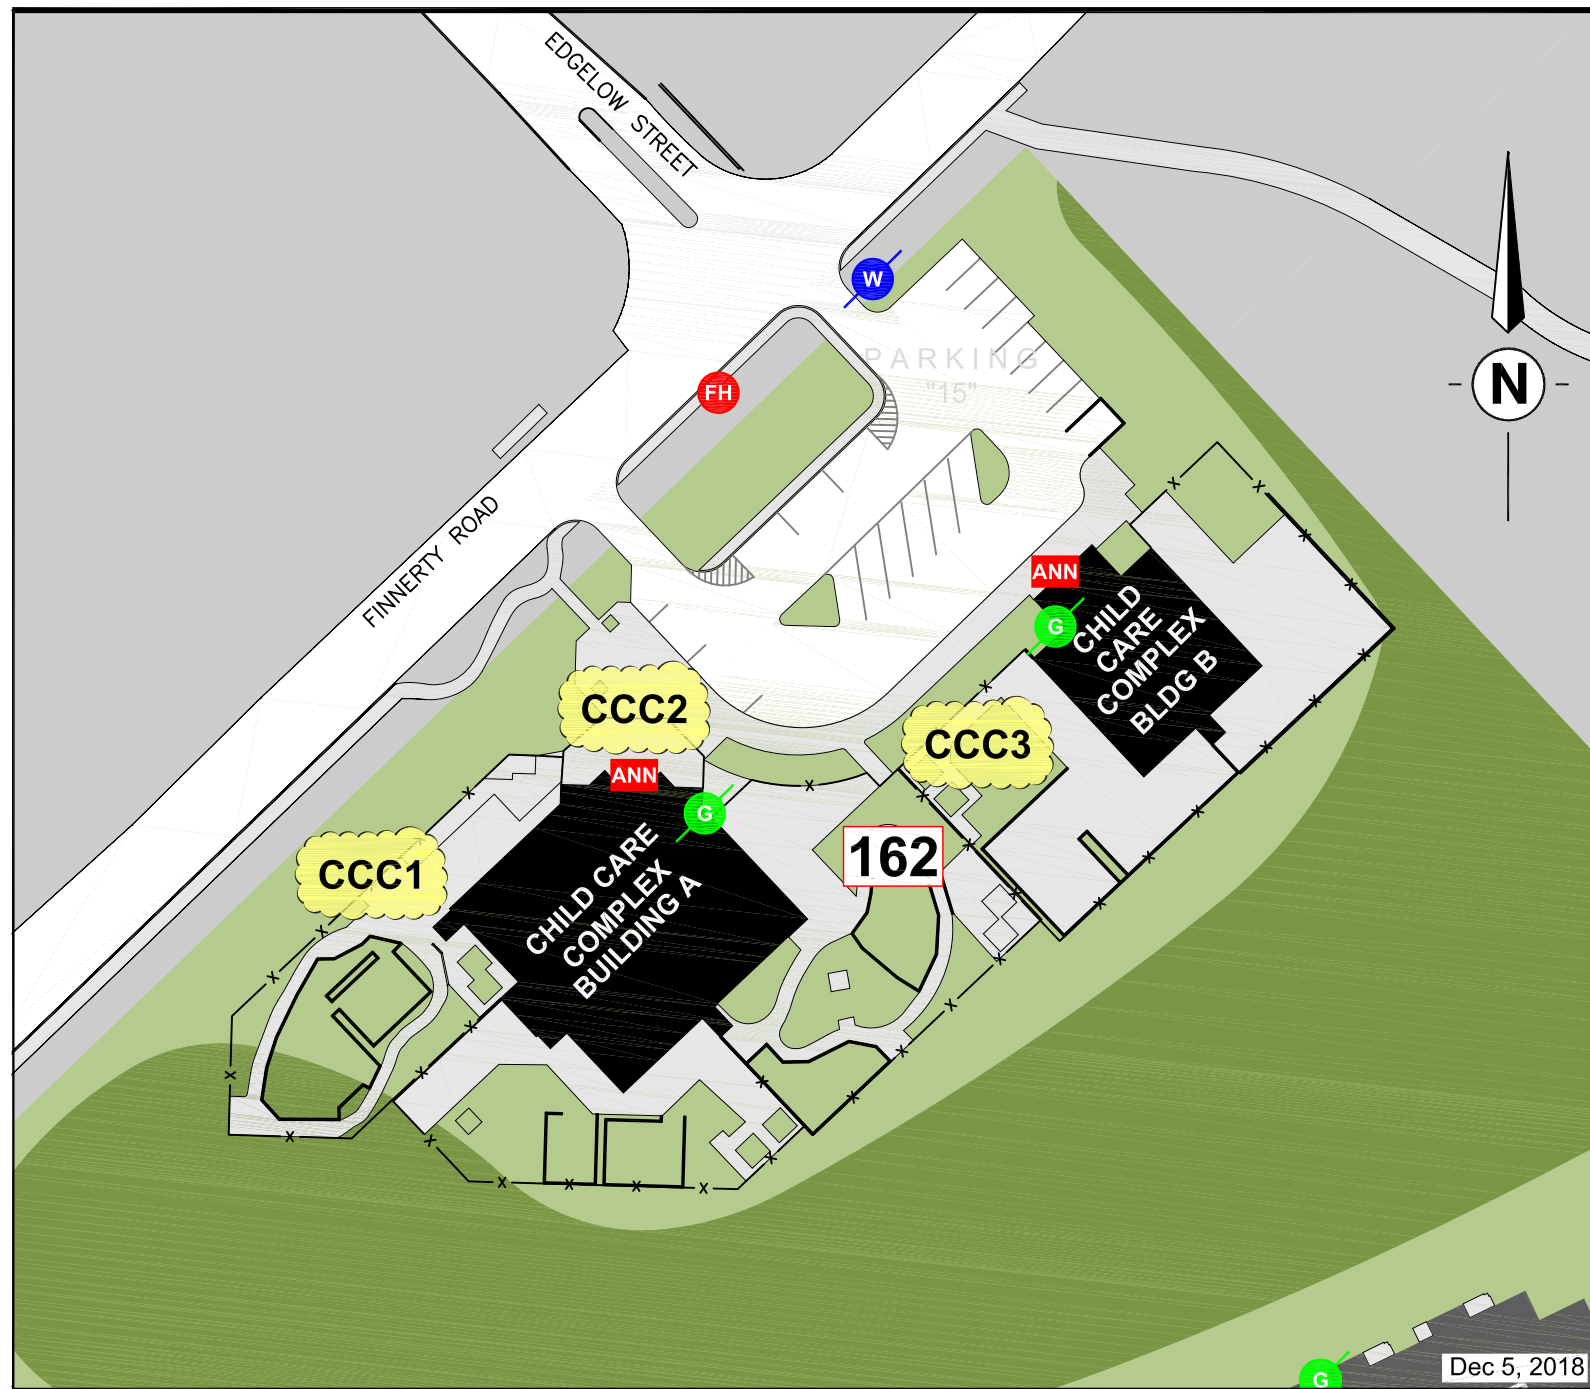 EDGELOW STREET
W
PARKING
"15"
FH
N
FINNERTY ROAD
ANN
G
CHILD
CARE
COMPLEX
BLDG B
CCC2
CCC3
ANN
G
162
CCC1
CHILD CARE
COMPLEX
BUILDING A
G
Dec 5, 2018